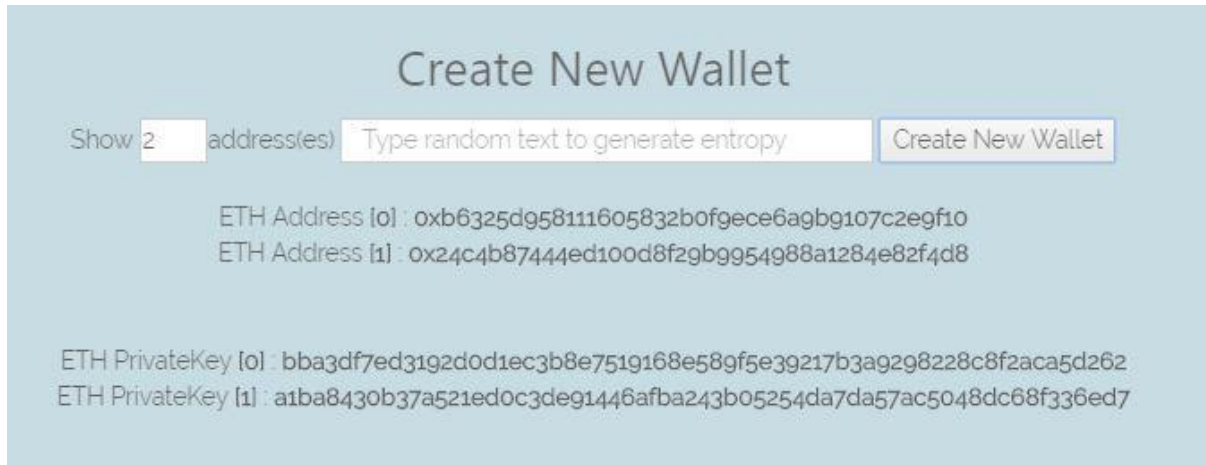 Create New Wallet
Show 2 address(es) Type random text to generate entropy Create New Wallet
ETH Address [0] : 0xb6325d958111605832b0f9ece6a9b9107c2e9f10
ETH Address [1] : 0x24c4b87444ed100d8f29b9954988a1284e82f4d8
ETH PrivateKey [0] : bba3df7ed3192d0d1ec3b8e7519168e589f5e39217b3a9298228c8f2aca5d262
ETH PrivateKey [1] : a1ba8430b37a521ed0c3de91446afba243b05254da7da57ac5048dc68f336ed7